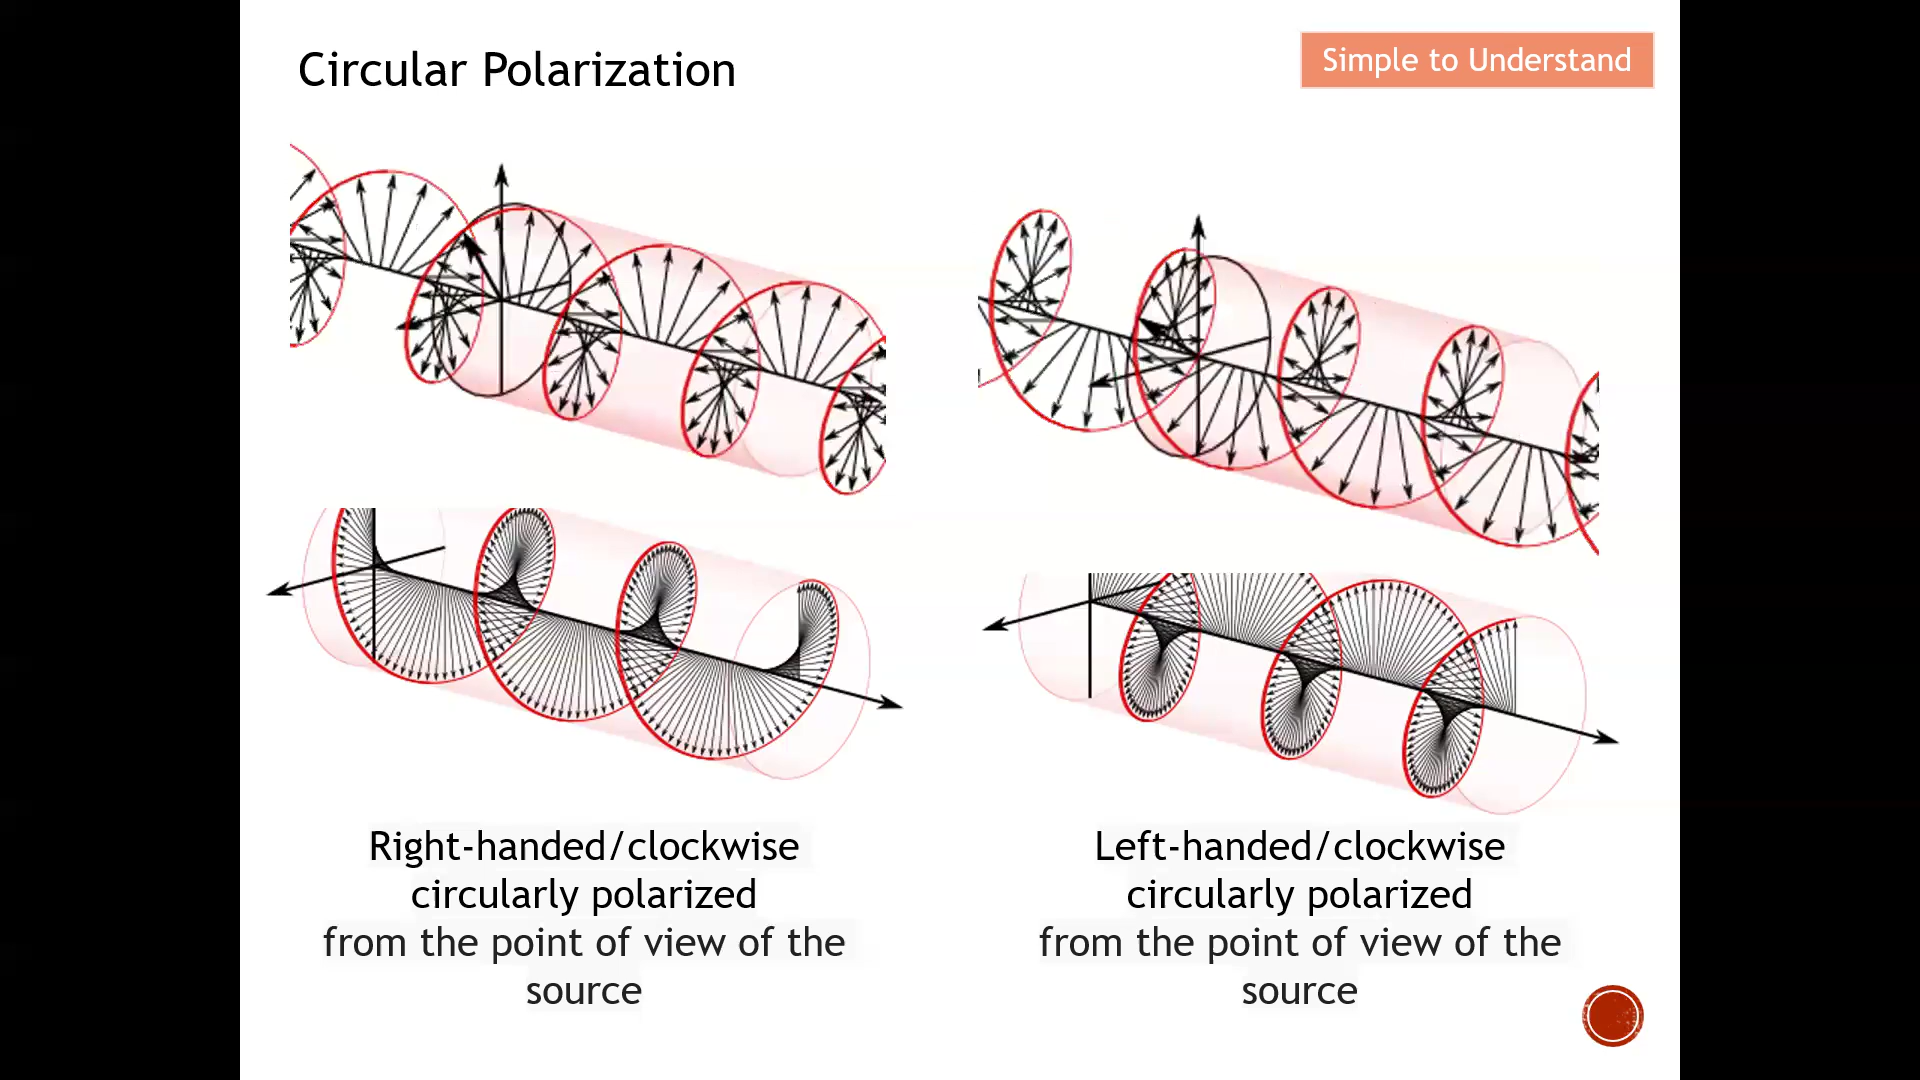 Circular Polarization
Simple to Understand
Right-handed/clockwise
circularly polarized
from the point of view of the
source
Left-handed/clockwise
circularly polarized
from the point of view of the
source